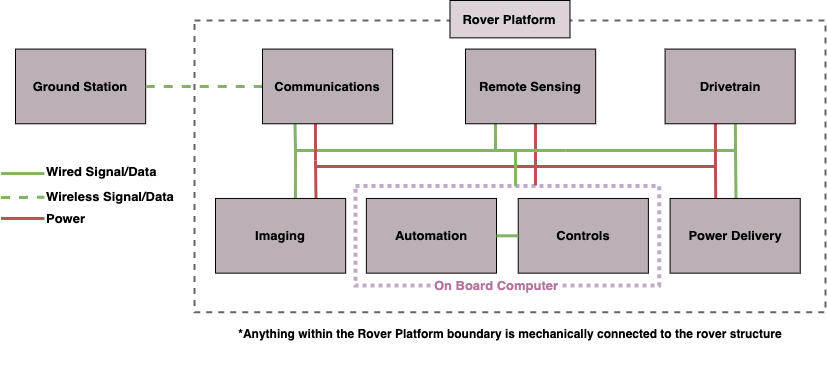 Rover Platform
Ground Station
Communications
Remote Sensing
Drivetrain
Wired Signal/Data
Wireless Signal/Data
Power
Imaging
Automation
Controls
Power Delivery
On Board Computer
*Anything within the Rover Platform boundary is mechanically connected to the rover structure